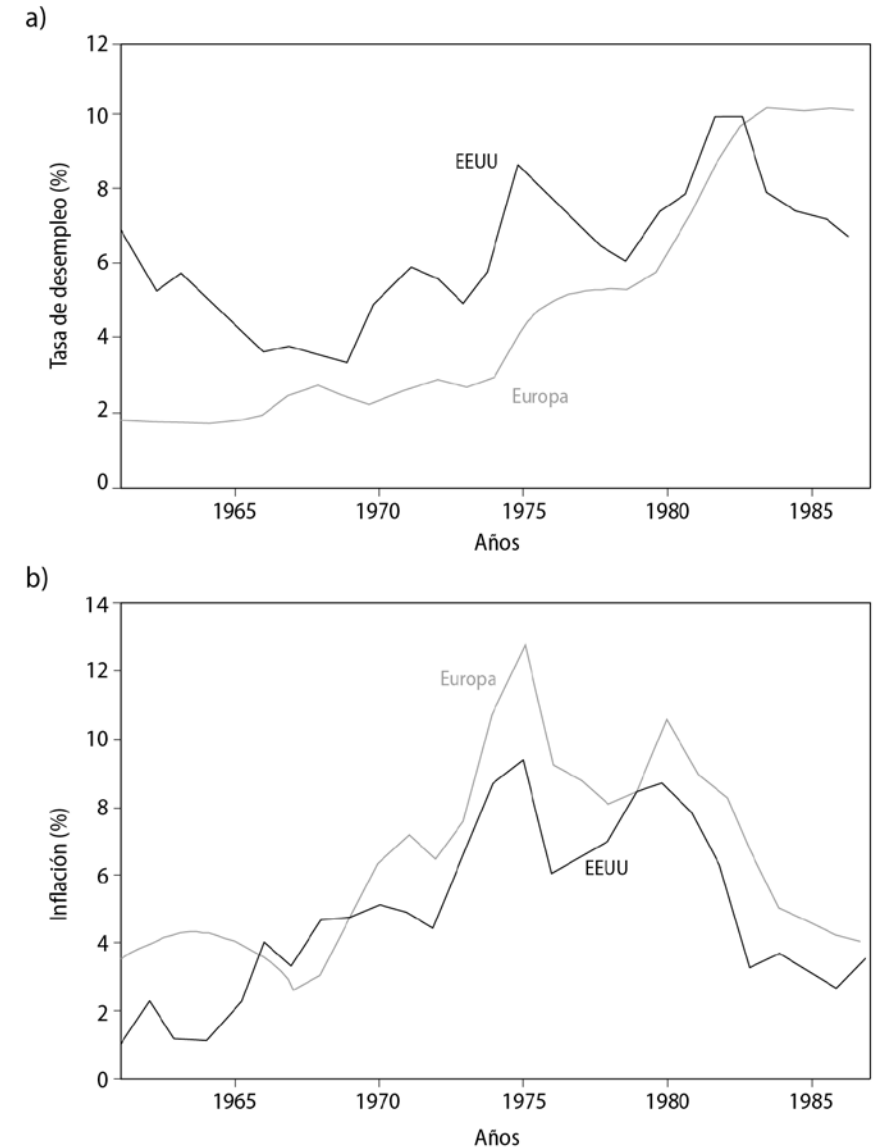 a)
12
10
8
6
4
2
0
Tasa de desempleo (%)
EEUU
Europa
1965 1970 1975 1980 1985
Años
b)
14
12
10
8
6
4
2
0
Inflación (%)
Europa
EEUU
1965 1970 1975 1980 1985
Años